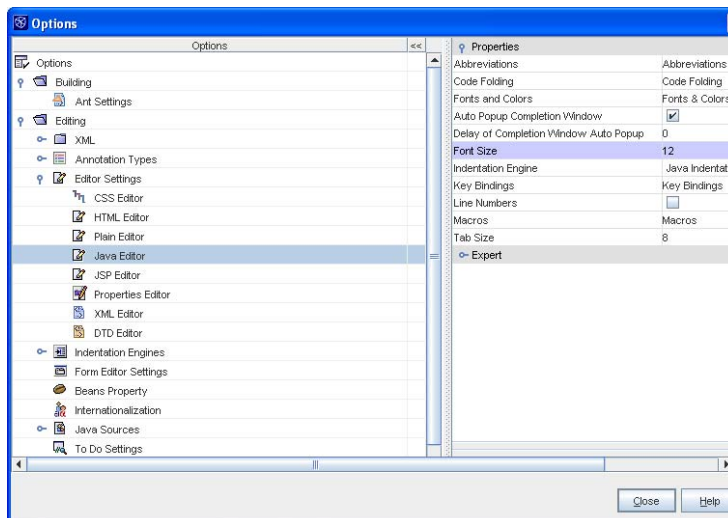 Options
Options
<<
Options
Building
Ant Settings
Editing
XML
Annotation Types
Editor Settings
CSS Editor
HTML Editor
Plain Editor
Java Editor
JSP Editor
Properties Editor
XML Editor
DTD Editor
Indentation Engines
Form Editor Settings
Beans Property
Internationalization
Java Sources
To Do Settings
Properties
Abbreviations Abbreviations
Code Folding Code Folding
Fonts and Colors Fonts & Colors
Auto Popup Completion Window
Delay of Completion Window Auto Popup 0
Font Size 12
Indentation Engine Java Indentat
Key Bindings Key Bindings
Line Numbers
Macros Macros
Tab Size 8
Expert
Close Help